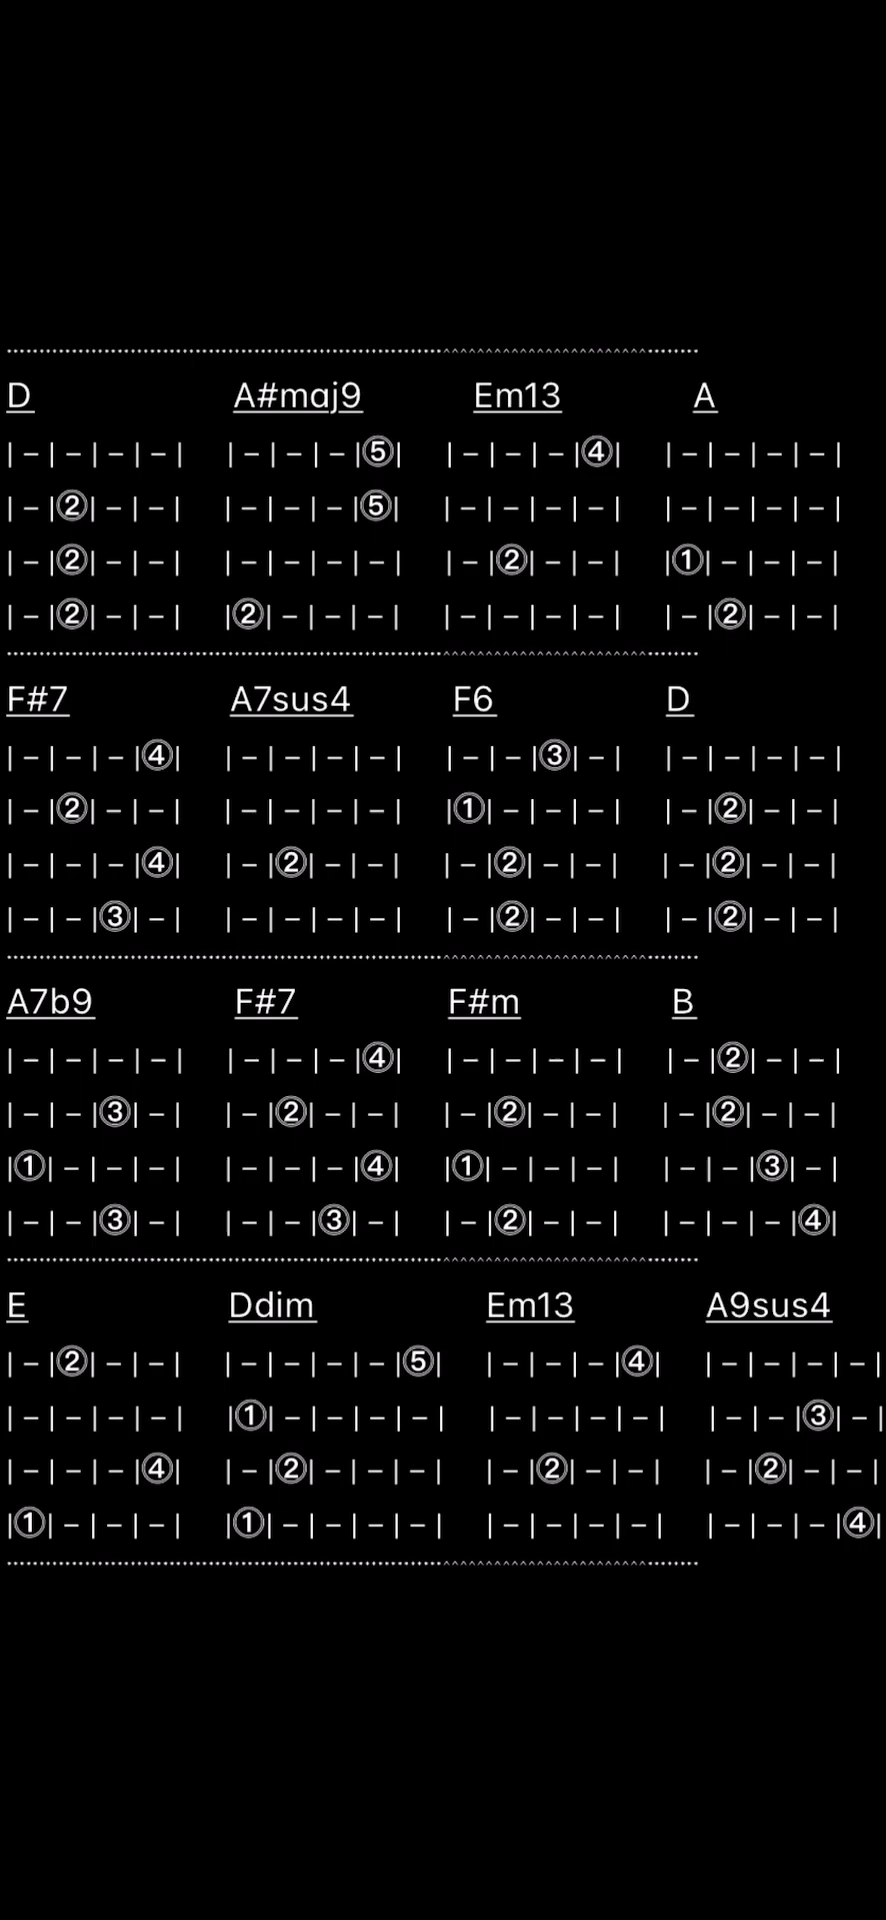 D A#maj9 Em13 A
|–|–|–|–| |–|–|–|⑤| |–|–|–|④| |–|–|–|–|
|–|②|–|–| |–|–|–|⑤| |–|–|–|–| |–|–|–|–|
|–|②|–|–| |–|–|–|–| |–|②|–|–| |①|–|–|–|
|–|②|–|–| |②|–|–|–| |–|–|–|–| |–|②|–|–|
F#7 A7sus4 F6 D
|–|–|–|④| |–|–|–|–| |–|–|③|–| |–|–|–|–|
|–|②|–|–| |–|–|–|–| |①|–|–|–| |–|②|–|–|
|–|–|–|④| |–|②|–|–| |–|②|–|–| |–|②|–|–|
|–|–|③|–| |–|–|–|–| |–|②|–|–| |–|②|–|–|
A7b9 F#7 F#m B
|–|–|–|–| |–|–|–|④| |–|–|–|–| |–|②|–|–|
|–|–|③|–| |–|②|–|–| |–|②|–|–| |–|②|–|–|
|①|–|–|–| |–|–|–|④| |①|–|–|–| |–|–|③|–|
|–|–|③|–| |–|–|③|–| |–|②|–|–| |–|–|–|④|
E Ddim Em13 A9sus4
|–|②|–|–| |–|–|–|–|⑤| |–|–|–|④| |–|–|–|–|
|–|–|–|–| |①|–|–|–|–| |–|–|–|–| |–|–|③|–|
|–|–|–|④| |–|②|–|–|–| |–|②|–|–| |–|②|–|–|
|①|–|–|–| |①|–|–|–|–| |–|–|–|–| |–|–|–|④|